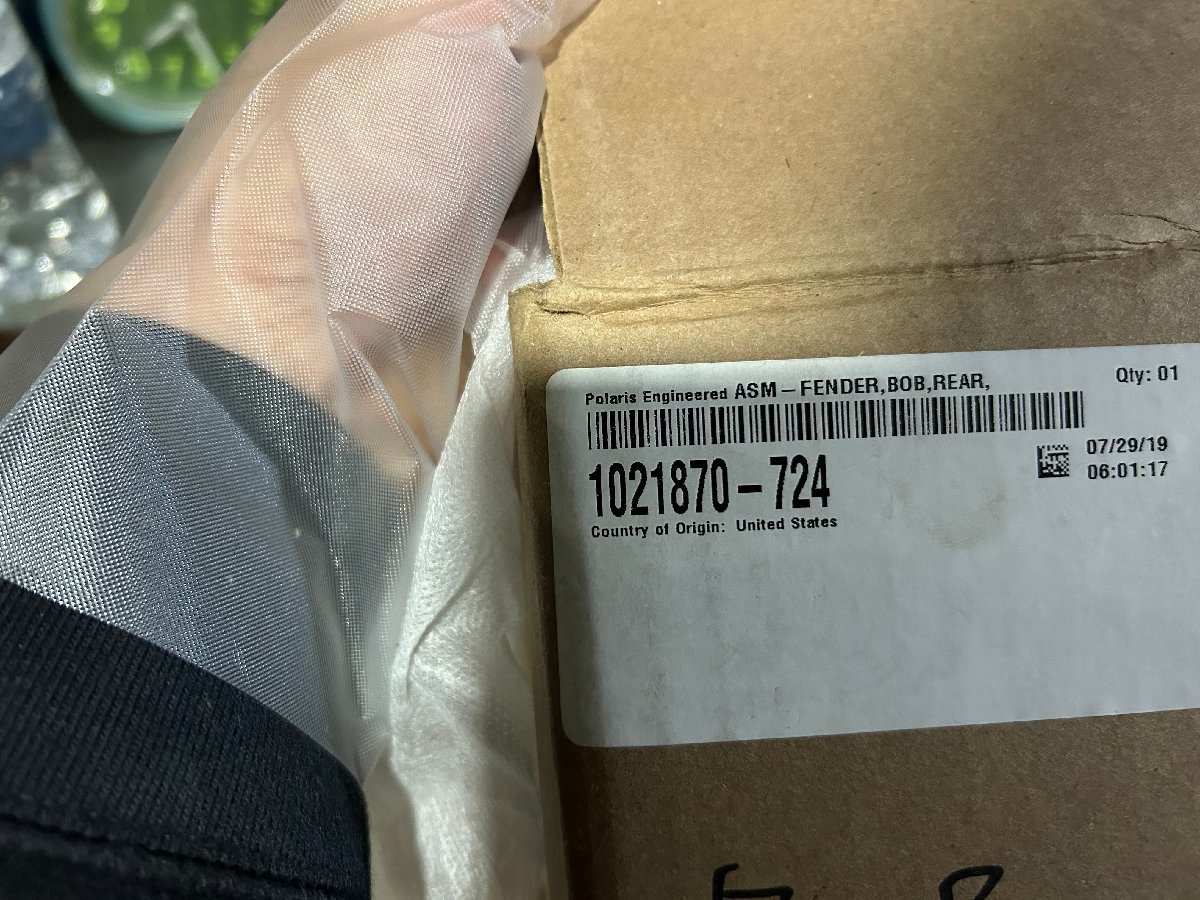 Polaris Engineered ASM – FENDER,BOB,REAR,
Qty: 01
07/29/19
06:01:17
1021870–724
Country of Origin: United States